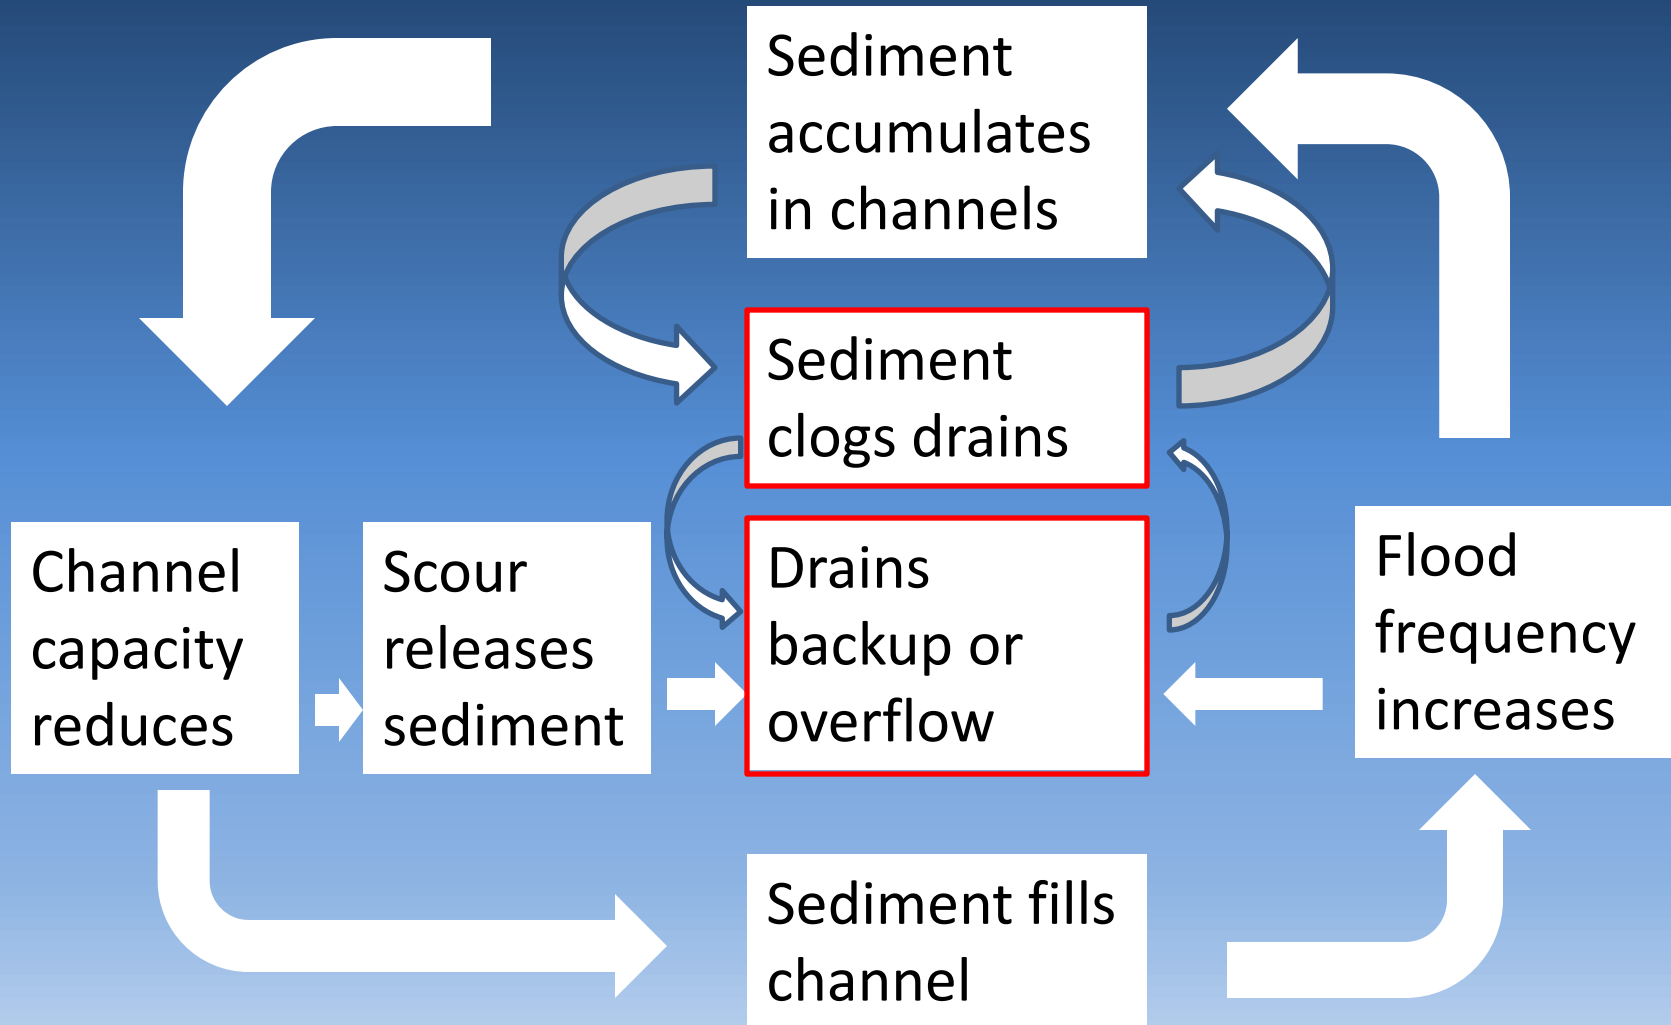 Sediment
accumulates
in channels
Sediment
clogs drains
Channel
capacity
reduces
Scour
releases
sediment
Drains
backup or
overflow
Flood
frequency
increases
Sediment fills
channel